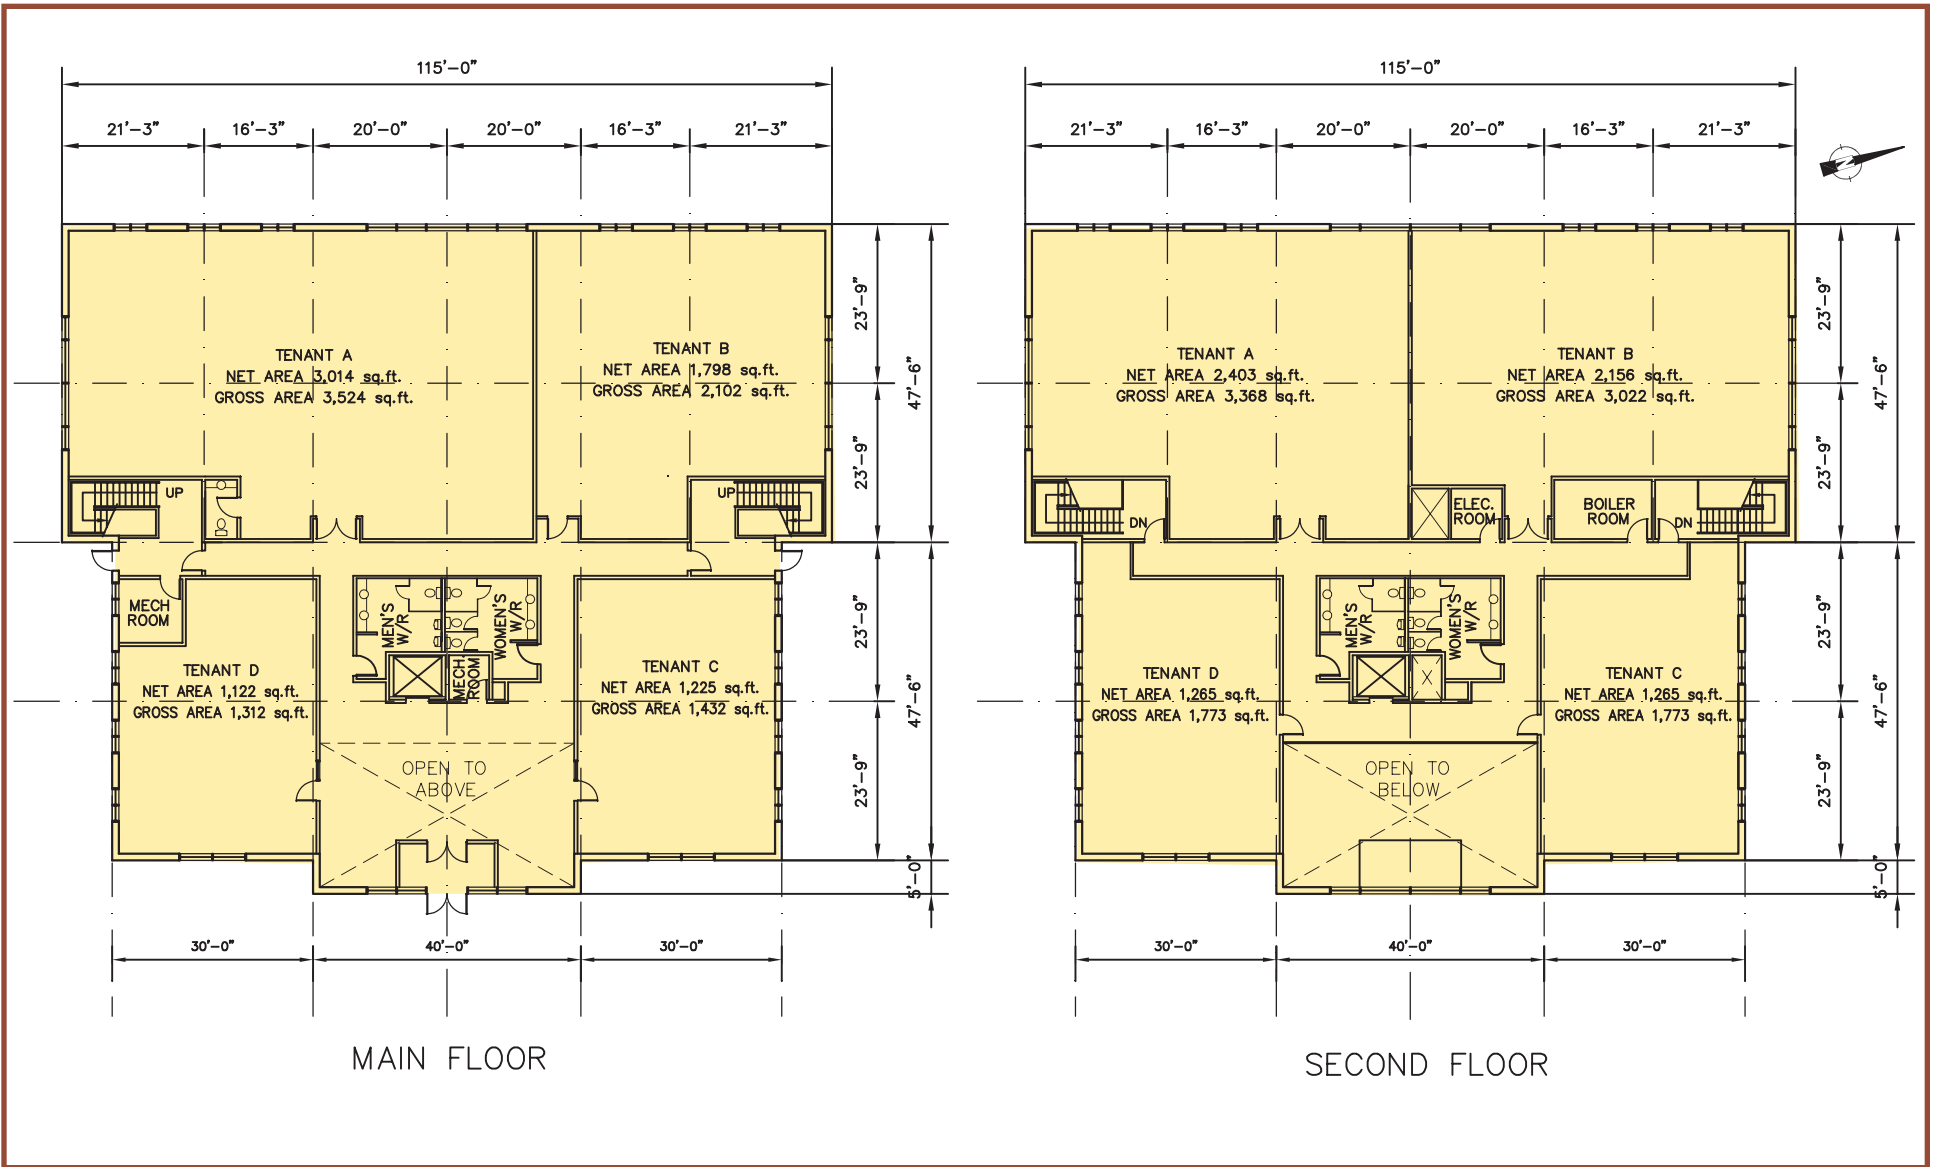 115'-0"
21'-3" 16'-3" 20'-0" 20'-0" 16'-3" 21'-3"
TENANT A
NET AREA 3,014 sq.ft.
GROSS AREA 3,524 sq.ft.
TENANT B
NET AREA 1,798 sq.ft.
GROSS AREA 2,102 sq.ft.
23'-9"
23'-9"
47'-6"
UP
UP
MECH
ROOM
MEN'S
W/R
WOMEN'S
W/R
MECH.
ROOM
TENANT D
NET AREA 1,122 sq.ft.
GROSS AREA 1,312 sq.ft.
TENANT C
NET AREA 1,225 sq.ft.
GROSS AREA 1,432 sq.ft.
OPEN TO
ABOVE
23'-9"
23'-9"
47'-6"
5'-0"
30'-0" 40'-0" 30'-0"
MAIN FLOOR
115'-0"
21'-3" 16'-3" 20'-0" 20'-0" 16'-3" 21'-3"
TENANT A
NET AREA 2,403 sq.ft.
GROSS AREA 3,368 sq.ft.
TENANT B
NET AREA 2,156 sq.ft.
GROSS AREA 3,022 sq.ft.
23'-9"
23'-9"
47'-6"
DN
ELEC.
ROOM
BOILER
ROOM
DN
MEN'S
W/R
WOMEN'S
W/R
TENANT D
NET AREA 1,265 sq.ft.
GROSS AREA 1,773 sq.ft.
TENANT C
NET AREA 1,265 sq.ft.
GROSS AREA 1,773 sq.ft.
OPEN TO
BELOW
23'-9"
23'-9"
47'-6"
5'-0"
30'-0" 40'-0" 30'-0"
SECOND FLOOR